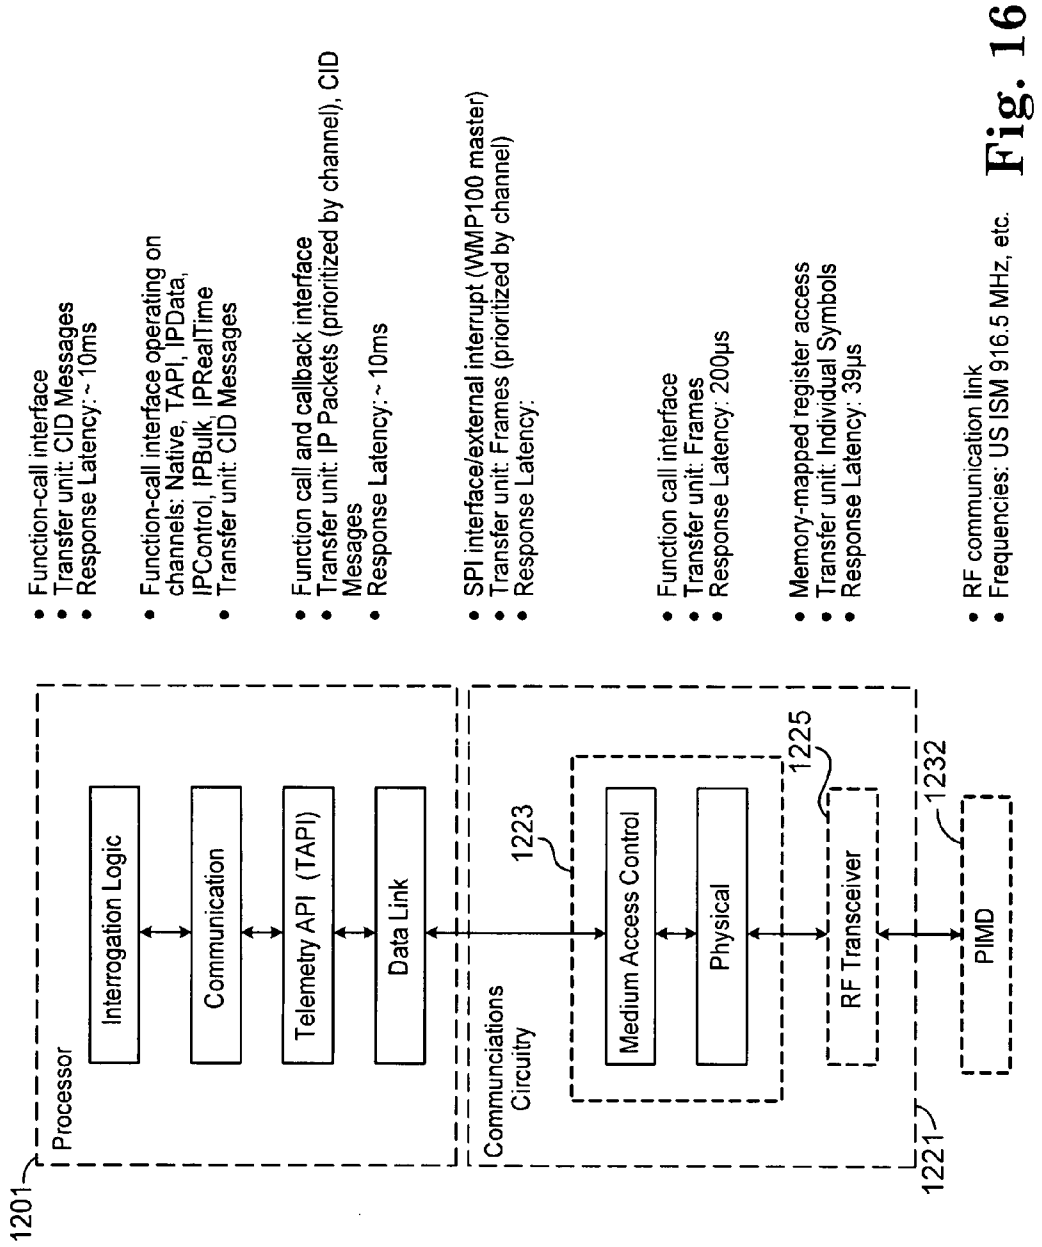 1201
Processor
Interrogation Logic
Communication
Telemetry API (TAPI)
Data Link
Communciations
Circuitry
1223
Medium Access Control
Physical
1225
RF Transceiver
1221
1232
PIMD
• Function-call interface
• Transfer unit: CID Messages
• Response Latency: ~ 10ms
• Function-call interface operating on
channels: Native, TAPI, IPData,
IPControl, IPBulk, IPRealTime
• Transfer unit: CID Messages
• Function call and callback interface
• Transfer unit: IP Packets (prioritized by channel), CID
Mesages
• Response Latency: ~ 10ms
• SPI interface/external interrupt (WMP100 master)
• Transfer unit: Frames (prioritized by channel)
• Response Latency:
• Function call interface
• Transfer unit: Frames
• Response Latency: 200µs
• Memory-mapped register access
• Transfer unit: Individual Symbols
• Response Latency: 39µs
• RF communication link
• Frequencies: US ISM 916.5 MHz, etc.
Fig. 16